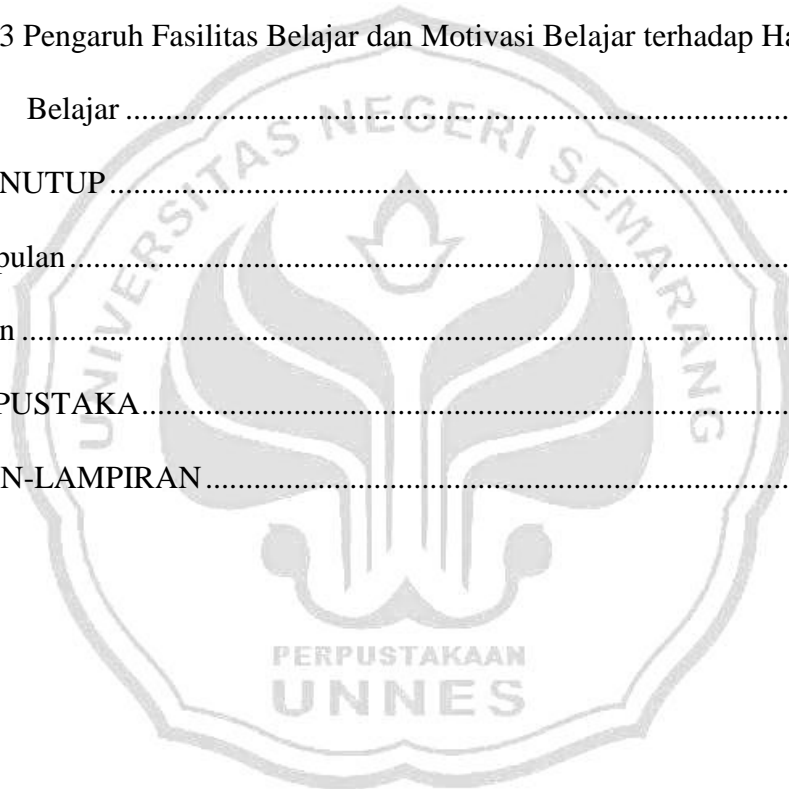 3 Pengaruh Fasilitas Belajar dan Motivasi Belajar terhadap Ha
Belajar ........................................................................................
NUTUP ........................................................................................
pulan ........................................................................................
n ........................................................................................
PUSTAKA ........................................................................................
N-LAMPIRAN ........................................................................................
UNIVERSITAS NEGERI SEMARANG
PERPUSTAKAAN
UNNES